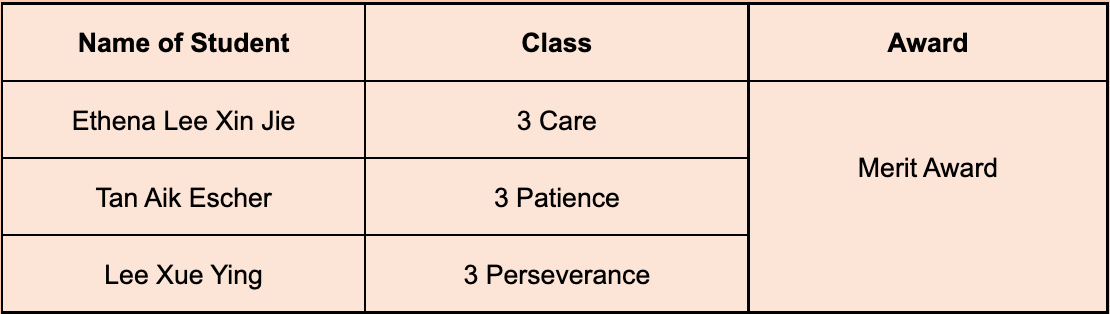 Name of Student Class Award
Ethena Lee Xin Jie 3 Care
Merit Award
Tan Aik Escher 3 Patience
Lee Xue Ying 3 Perseverance